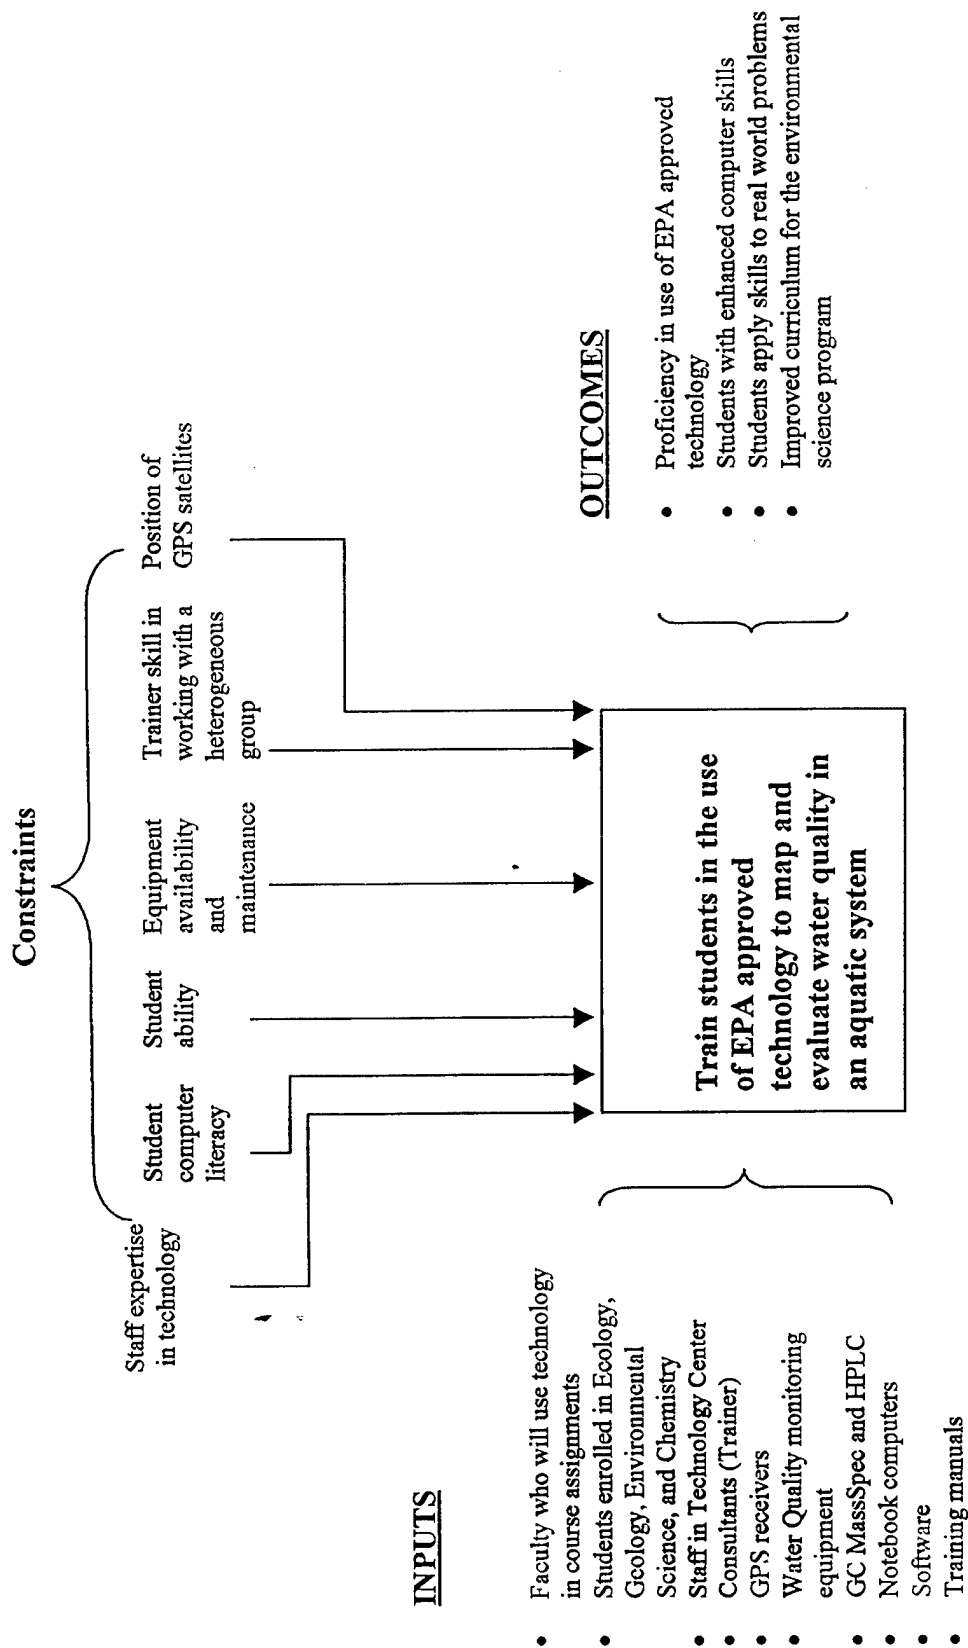 Constraints
Staff expertise
in technology
Student
computer
literacy
Student
ability
Equipment
availability
and
maintenance
Trainer skill in
working with a
heterogeneous
group
Position of
GPS satellites
INPUTS
• Faculty who will use technology
in course assignments
• Students enrolled in Ecology,
Geology, Environmental
Science, and Chemistry
• Staff in Technology Center
• Consultants (Trainer)
• GPS receivers
• Water Quality monitoring
equipment
• GC MassSpec and HPLC
• Notebook computers
• Software
• Training manuals
Train students in the use
of EPA approved
technology to map and
evaluate water quality in
an aquatic system
OUTCOMES
• Proficiency in use of EPA approved
technology
• Students with enhanced computer skills
• Students apply skills to real world problems
• Improved curriculum for the environmental
science program